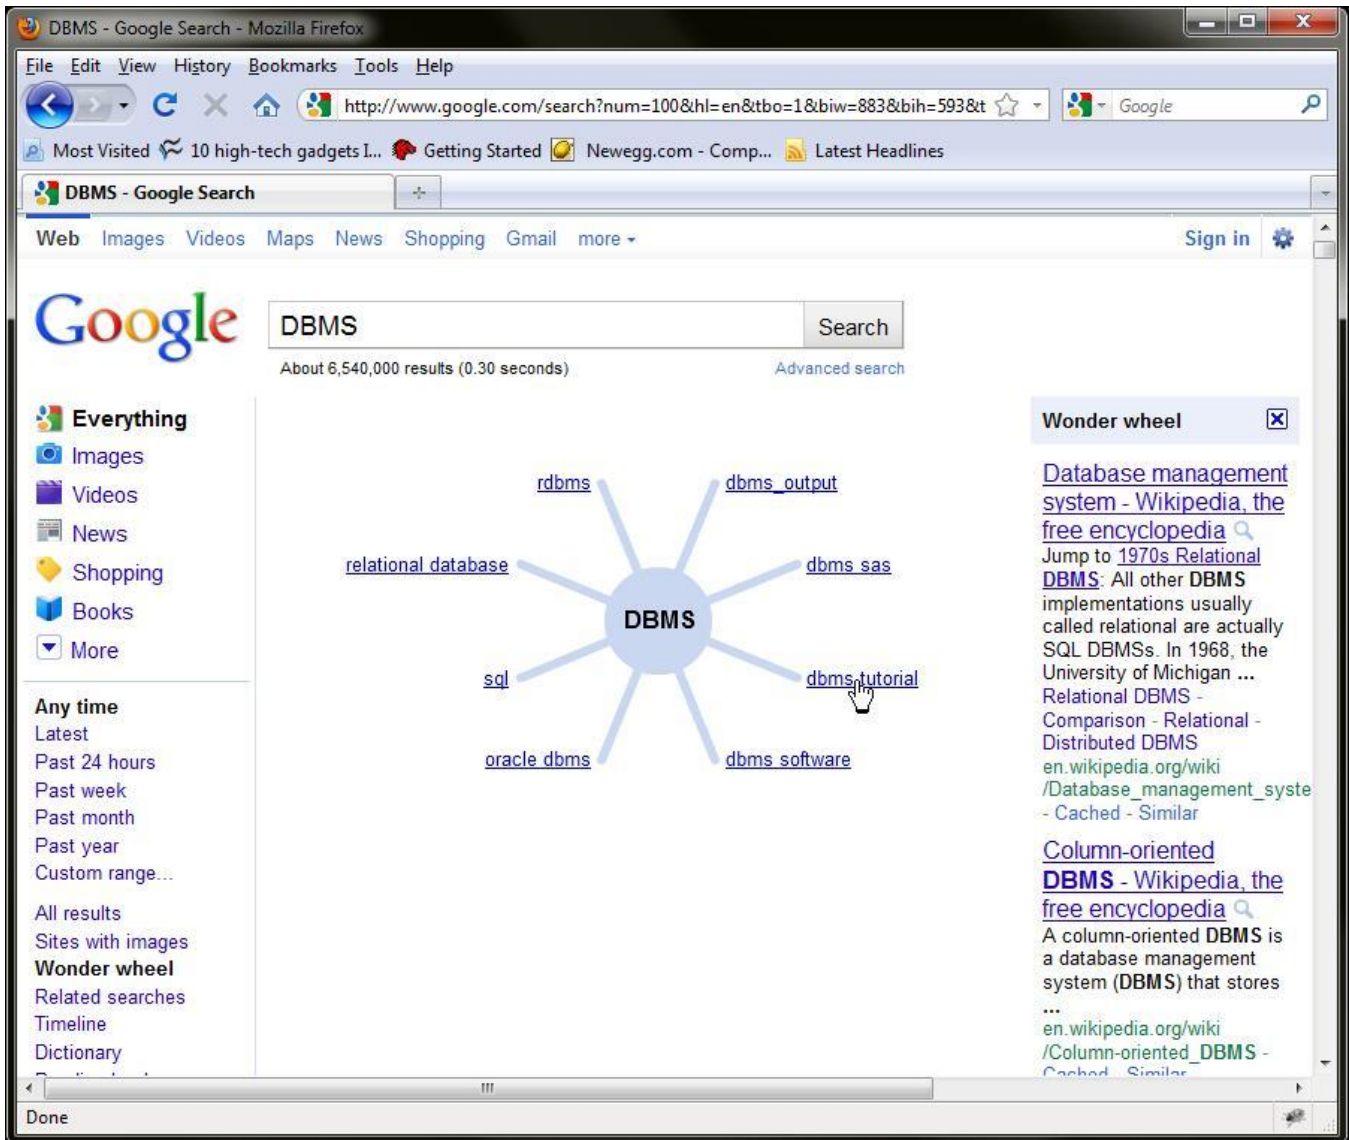 DBMS - Google Search - Mozilla Firefox
File Edit View History Bookmarks Tools Help
http://www.google.com/search?num=100&hl=en&tbo=1&biw=883&bih=593&t
Google
Most Visited 10 high-tech gadgets I... Getting Started Newegg.com - Comp... Latest Headlines
DBMS - Google Search
Web Images Videos Maps News Shopping Gmail more
Sign in
Google
DBMS
Search
About 6,540,000 results (0.30 seconds)
Advanced search
Everything
Images
Videos
News
Shopping
Books
More
Any time
Latest
Past 24 hours
Past week
Past month
Past year
Custom range...
All results
Sites with images
Wonder wheel
Related searches
Timeline
Dictionary
rdbms
dbms_output
relational database
dbms sas
DBMS
sql
dbms tutorial
oracle dbms
dbms software
Wonder wheel
Database management
system - Wikipedia, the
free encyclopedia
Jump to 1970s Relational
DBMS: All other DBMS
implementations usually
called relational are actually
SQL DBMSs. In 1968, the
University of Michigan ...
Relational DBMS -
Comparison - Relational -
Distributed DBMS
en.wikipedia.org/wiki
/Database_management_syste
- Cached - Similar
Column-oriented
DBMS - Wikipedia, the
free encyclopedia
A column-oriented DBMS is
a database management
system (DBMS) that stores
...
en.wikipedia.org/wiki
/Column-oriented_DBMS -
Cached - Similar
Done